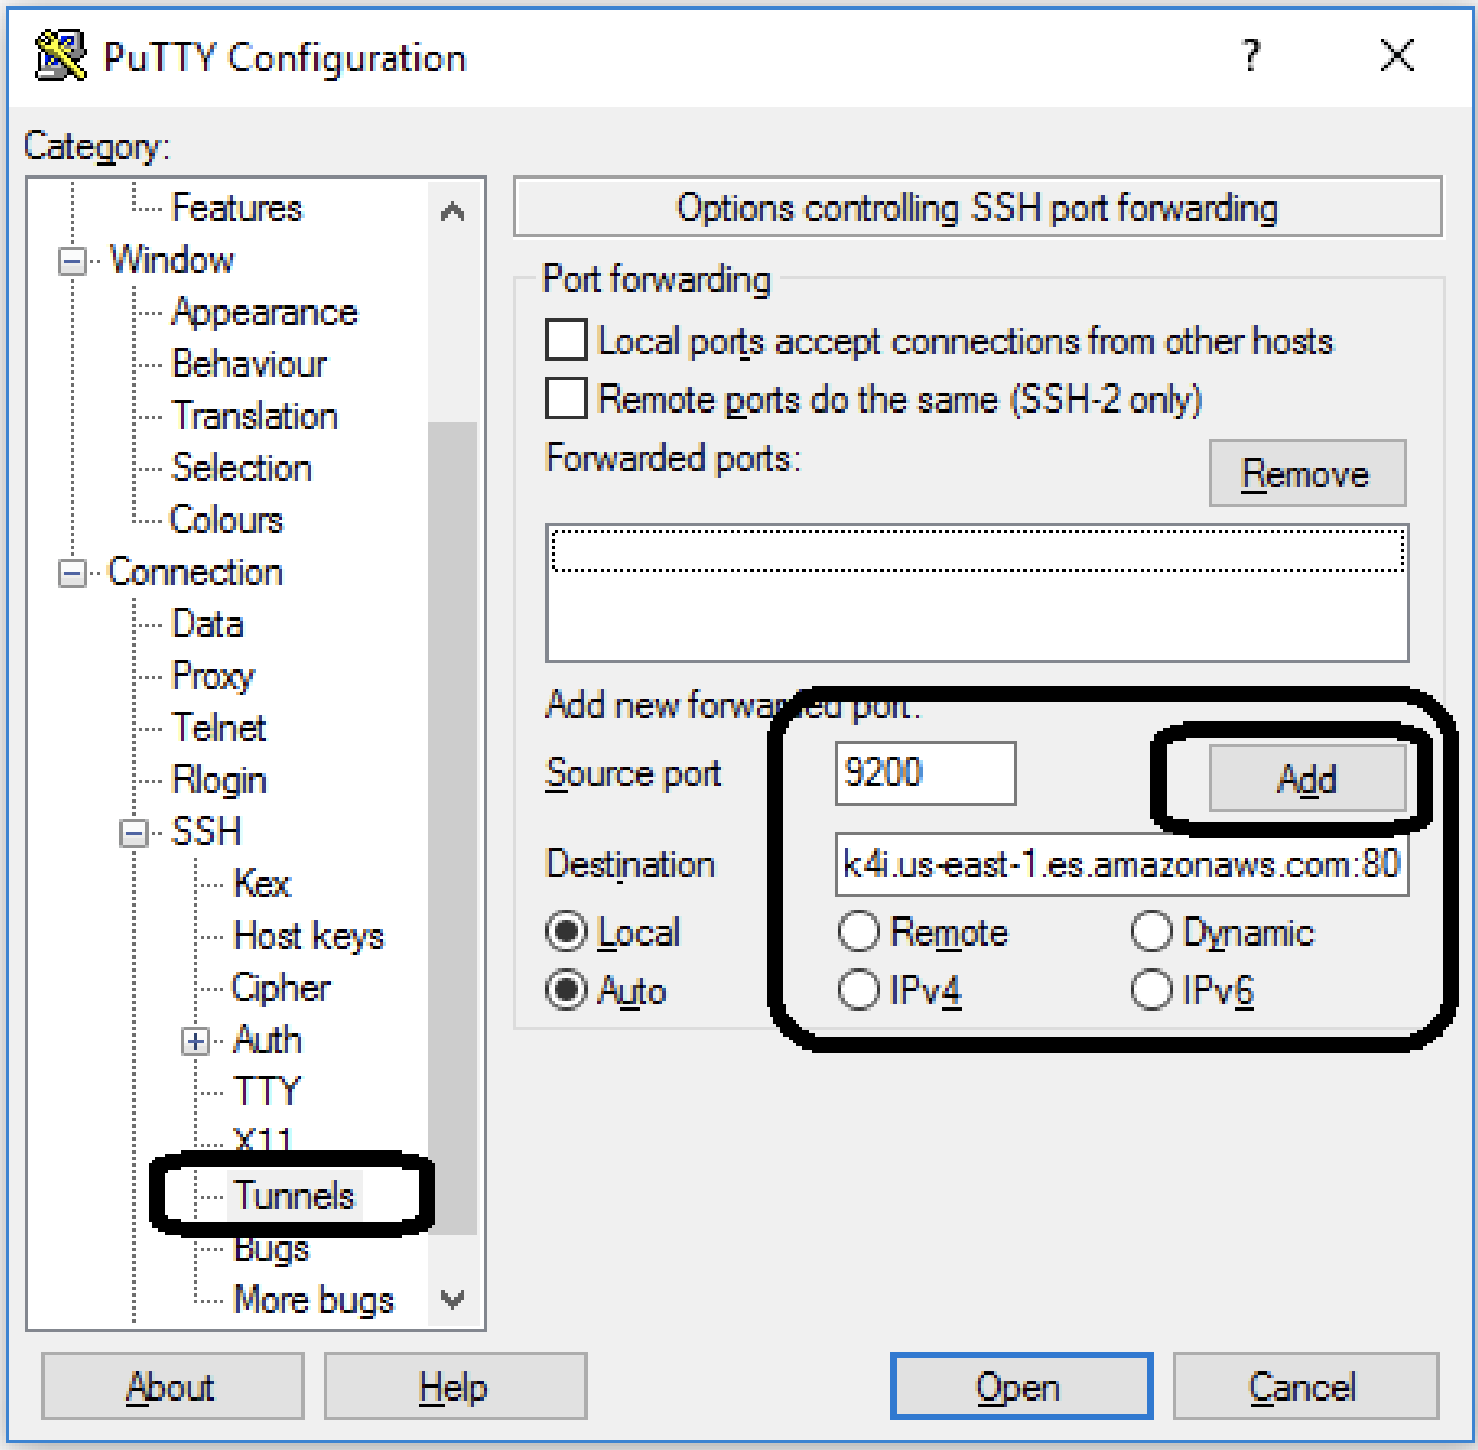 PuTTY Configuration
?
Category:
Features
Window
Appearance
Behaviour
Translation
Selection
Colours
Connection
Data
Proxy
Telnet
Rlogin
SSH
Kex
Host keys
Cipher
Auth
TTY
X11
Tunnels
Bugs
More bugs
Options controlling SSH port forwarding
Port forwarding
Local ports accept connections from other hosts
Remote ports do the same (SSH-2 only)
Forwarded ports:
Remove
Add new forwarded port:
Source port
9200
Add
Destination
k4i.us-east-1.es.amazonaws.com:80
Local Remote Dynamic
Auto IPv4 IPv6
About Help Open Cancel